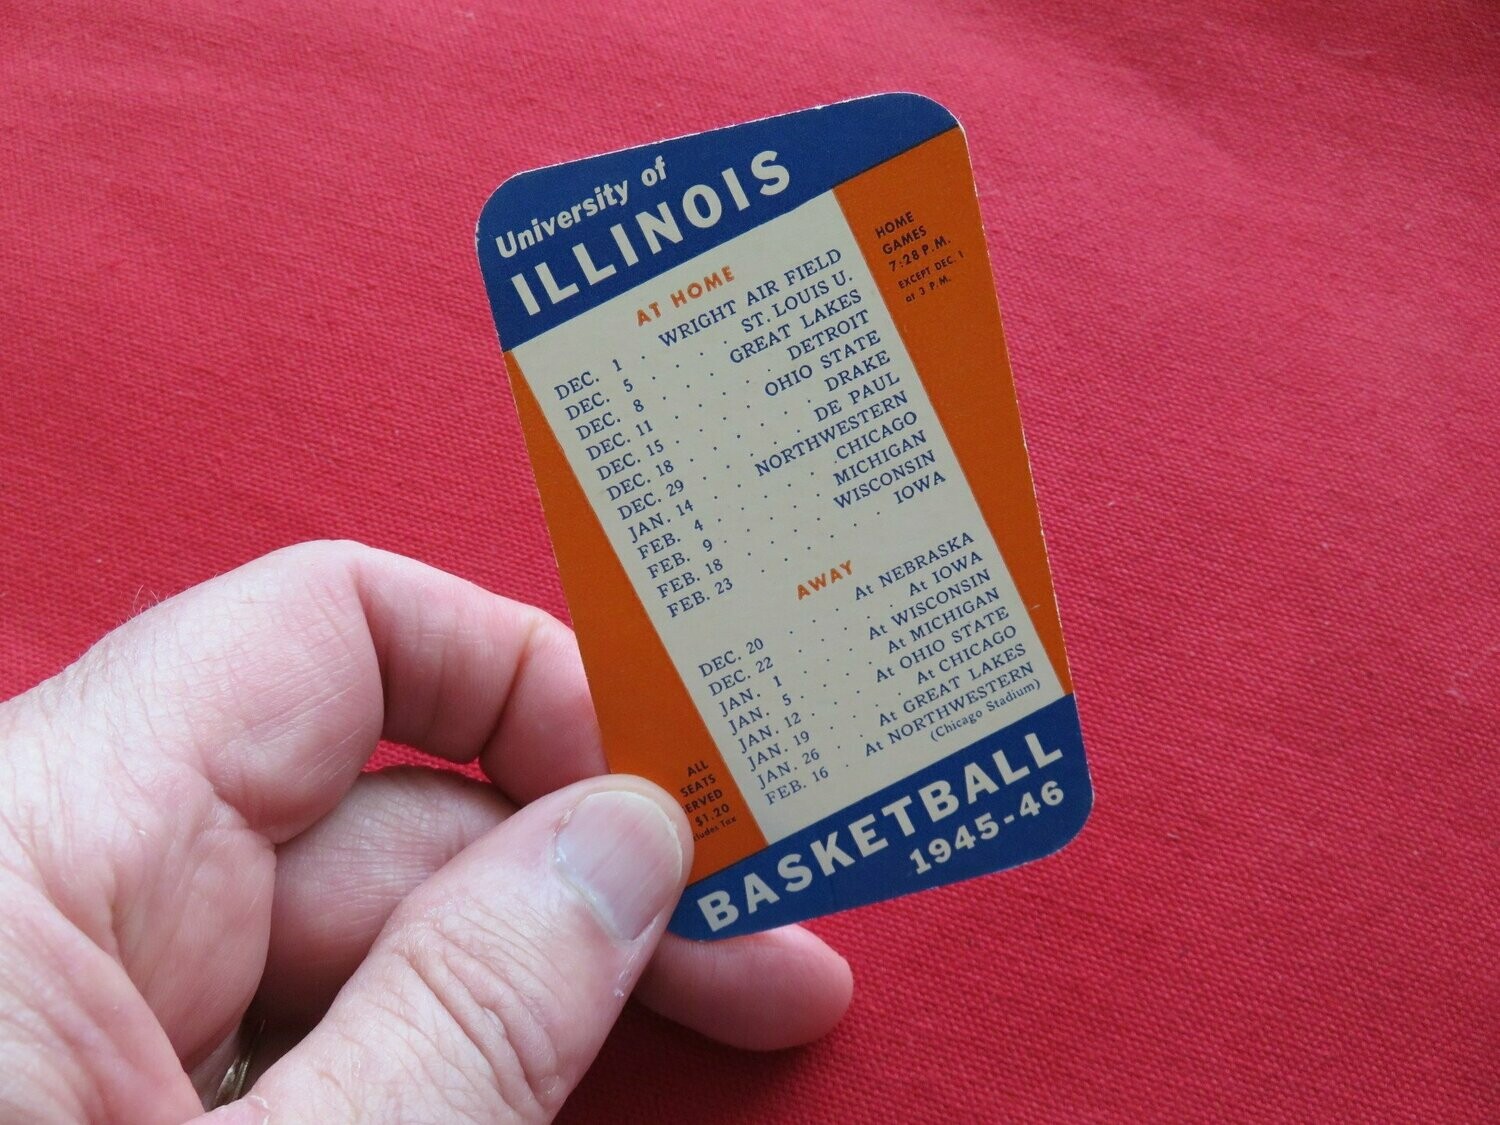 University of
ILLINOIS
AT HOME
DEC. 1 . WRIGHT AIR FIELD
DEC. 5 . . . . . ST. LOUIS U.
DEC. 8 . . . . GREAT LAKES
DEC. 11 . . . . . . DETROIT
DEC. 15 . . . . . OHIO STATE
DEC. 18 . . . . . . . DRAKE
DEC. 29 . . . . . . DE PAUL
JAN. 14 . . . NORTHWESTERN
FEB. 4 . . . . . . CHICAGO
FEB. 9 . . . . . . MICHIGAN
FEB. 18 . . . . . WISCONSIN
FEB. 23 . . . . . . . IOWA
AWAY
DEC. 20 . . . At NEBRASKA
DEC. 22 . . . . . At IOWA
JAN. 1 . . . At WISCONSIN
JAN. 5 . . . . At MICHIGAN
JAN. 12 . . . At OHIO STATE
JAN. 19 . . . . At CHICAGO
JAN. 26 . . At GREAT LAKES
FEB. 16 . At NORTHWESTERN
(Chicago Stadium)
HOME
GAMES
7:28 P.M.
EXCEPT DEC. 1
at 3 P.M.
ALL
SEATS
ERVED
$1.20
Tax
BASKETBALL
1945-46